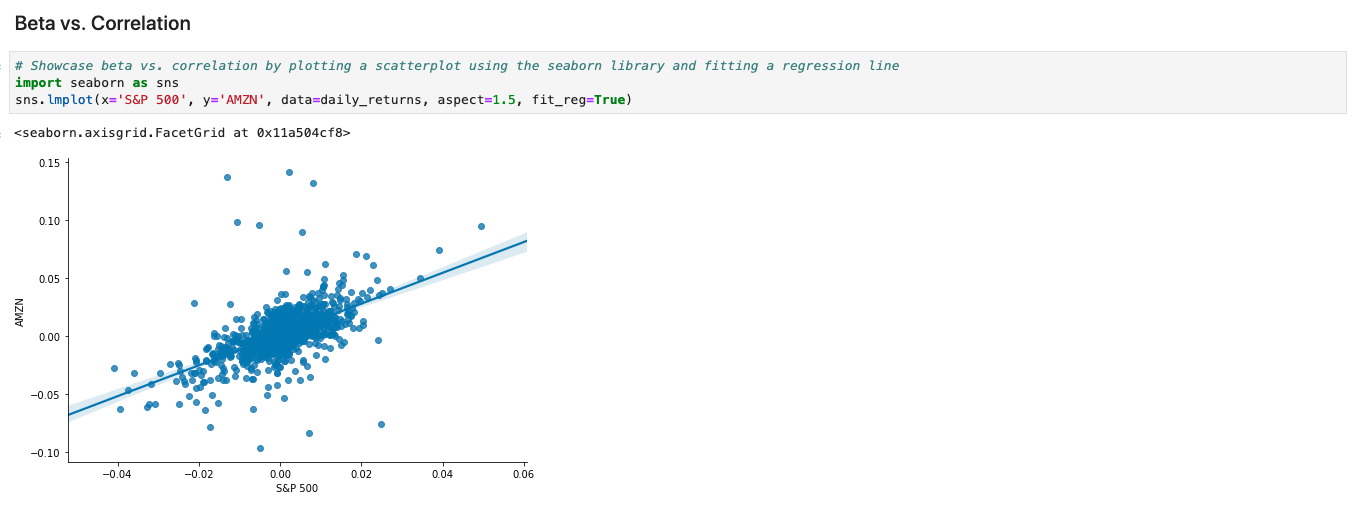 Beta vs. Correlation
# Showcase beta vs. correlation by plotting a scatterplot using the seaborn library and fitting a regression line
import seaborn as sns
sns.lmplot(x='S&P 500', y='AMZN', data=daily_returns, aspect=1.5, fit_reg=True)
<seaborn.axisgrid.FacetGrid at 0x11a504cf8>
0.15
0.10
0.05
0.00
−0.05
−0.10
AMZN
−0.04 −0.02 0.00 0.02 0.04 0.06
S&P 500